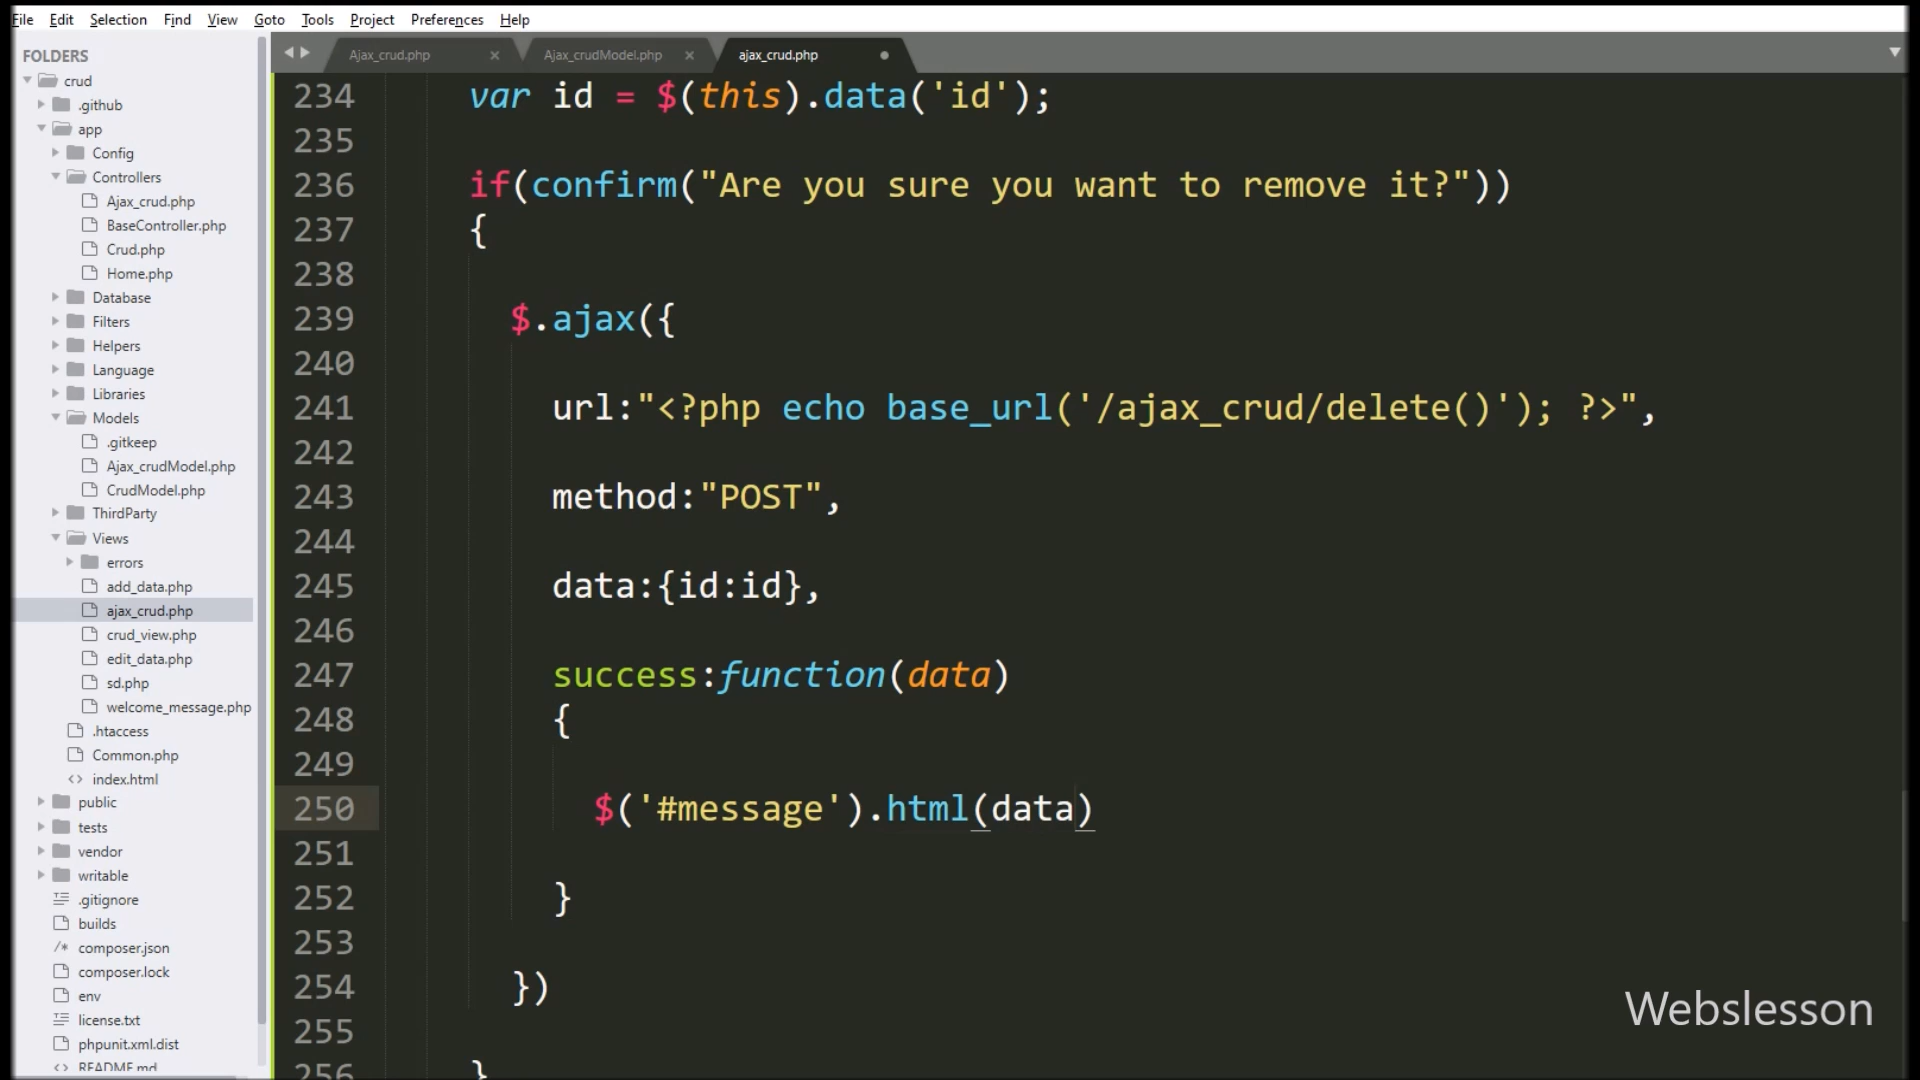 File Edit Selection Find View Goto Tools Project Preferences Help
FOLDERS
crud
.github
app
Config
Controllers
Ajax_crud.php
BaseController.php
Crud.php
Home.php
Database
Filters
Helpers
Language
Libraries
Models
.gitkeep
Ajax_crudModel.php
CrudModel.php
ThirdParty
Views
errors
add_data.php
ajax_crud.php
crud_view.php
edit_data.php
sd.php
welcome_message.php
.htaccess
Common.php
<> index.html
public
tests
vendor
writable
.gitignore
builds
/* composer.json
composer.lock
env
license.txt
phpunit.xml.dist
<> README.md
Ajax_crud.php × Ajax_crudModel.php × ajax_crud.php
234 var id = $(this).data('id');
235
236 if(confirm("Are you sure you want to remove it?"))
237 {
238
239 $.ajax({
240
241 url:"<?php echo base_url('/ajax_crud/delete()'); ?>",
242
243 method:"POST",
244
245 data:{id:id},
246
247 success:function(data)
248 {
249
250 $('#message').html(data)
251
252 }
253
254 })
255
256 }
Webslesson